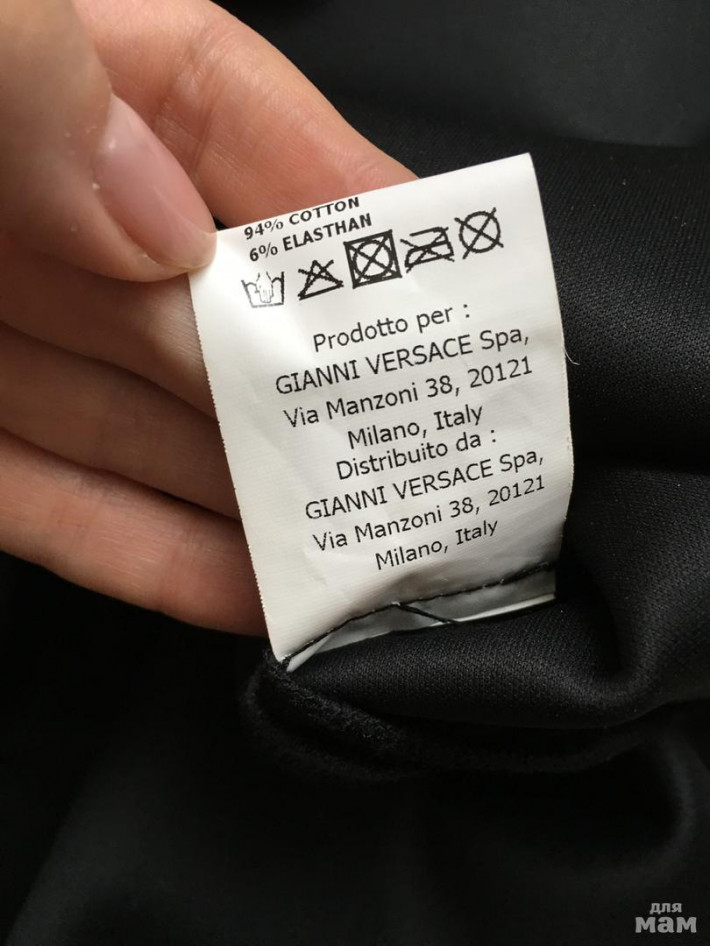 94% COTTON
6% ELASTHAN
Prodotto per :
GIANNI VERSACE Spa,
Via Manzoni 38, 20121
Milano, Italy
Distribuito da :
GIANNI VERSACE Spa,
Via Manzoni 38, 20121
Milano, Italy
для
мам